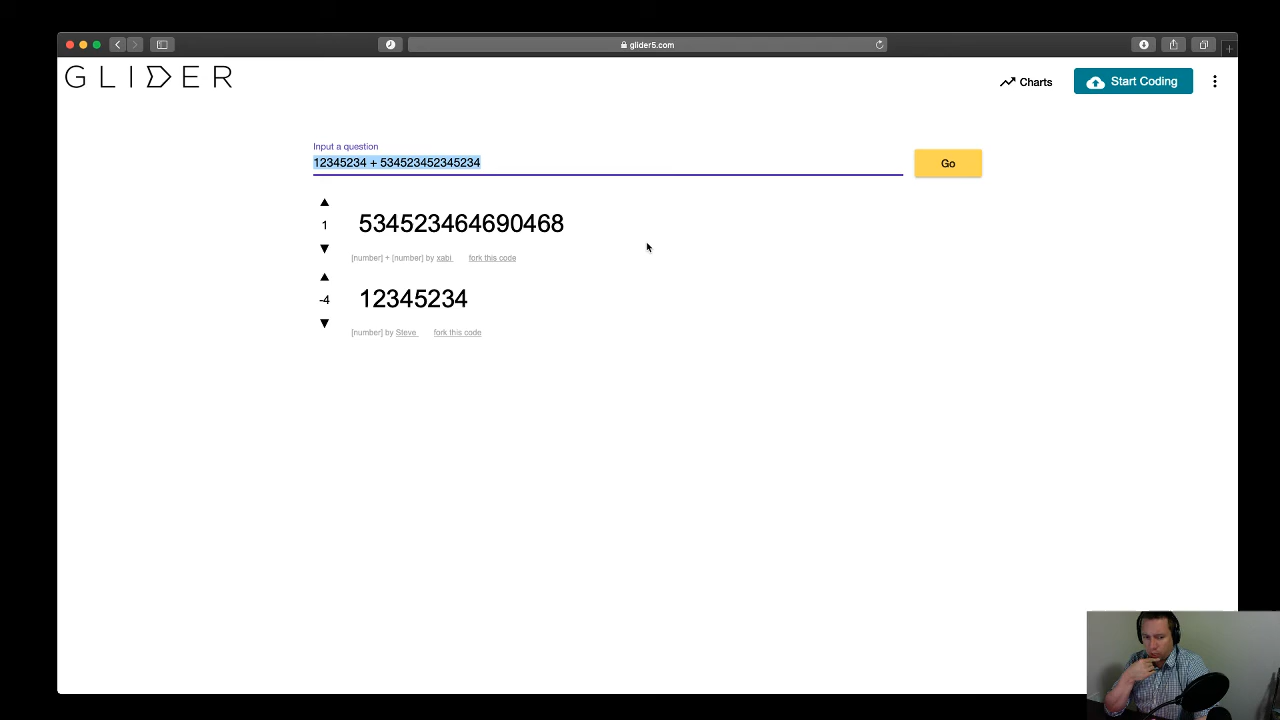 glider5.com
GLIDER
Charts
Start Coding
Input a question
12345234 + 534523452345234
Go
1
534523464690468
[number] + [number] by xabi fork this code
-4
12345234
[number] by Steve fork this code